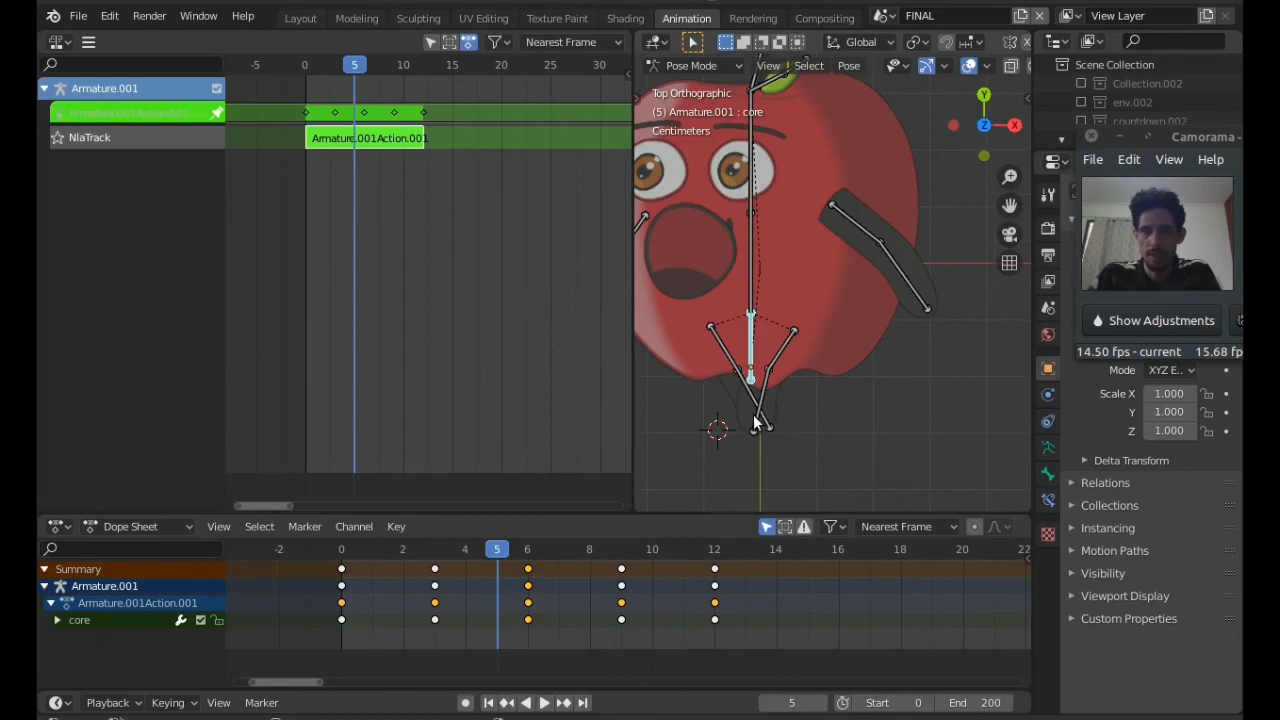 File Edit Render Window Help Layout Modeling Sculpting UV Editing Texture Paint Shading Animation Rendering Compositing FINAL View Layer
Nearest Frame Global
-5 0 5 10 15 20 25 30
Pose Mode View Select Pose
Scene Collection
Collection.002
env.002
countdown.002
Armature.001
Armature.001Action.001
NlaTrack
Armature.001Action.001
Top Orthographic
(5) Armature.001 : core
Centimeters
Y
Z X
Camorama -
File Edit View Help
Show Adjustments
14.50 fps - current 15.68 fp
Mode XYZ E..
Scale X 1.000
Y 1.000
Z 1.000
Delta Transform
Relations
Collections
Instancing
Motion Paths
Visibility
Viewport Display
Custom Properties
Dope Sheet View Select Marker Channel Key Nearest Frame
-2 0 2 4 5 6 8 10 12 14 16 18 20 22
Summary
Armature.001
Armature.001Action.001
core
Playback Keying View Marker 5 Start 0 End 200